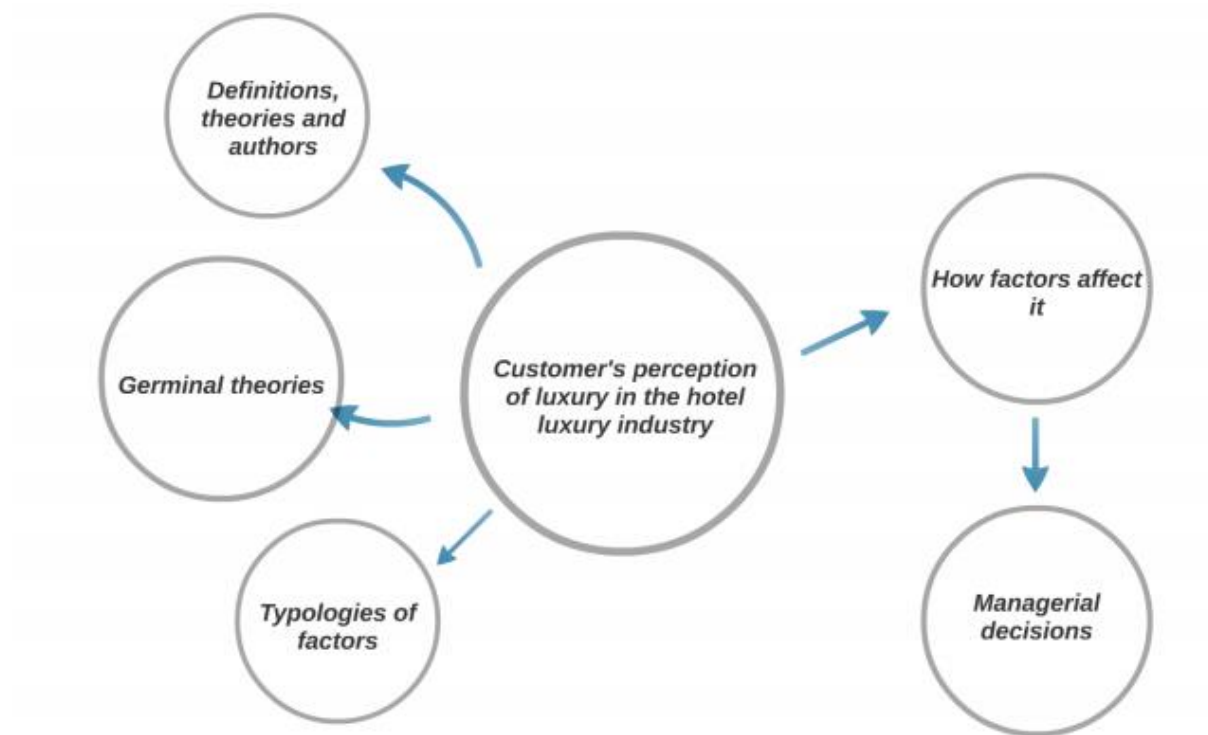 Definitions,
theories and
authors
Germinal theories
Typologies of
factors
Customer's perception
of luxury in the hotel
luxury industry
How factors affect
it
Managerial
decisions